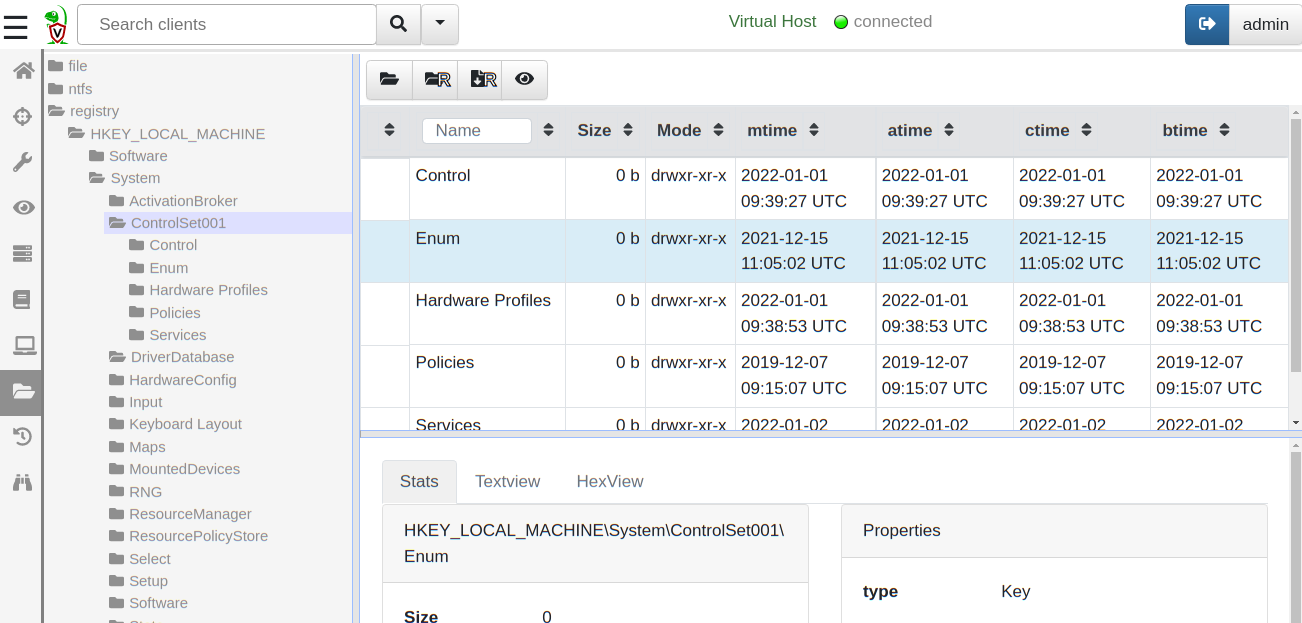 Search clients
Virtual Host connected
admin
file
ntfs
registry
HKEY_LOCAL_MACHINE
Software
System
ActivationBroker
ControlSet001
Control
Enum
Hardware Profiles
Policies
Services
DriverDatabase
HardwareConfig
Input
Keyboard Layout
Maps
MountedDevices
RNG
ResourceManager
ResourcePolicyStore
Select
Setup
Software
R R
Name Size Mode mtime atime ctime btime
Control 0 b drwxr-xr-x 2022-01-01 2022-01-01 2022-01-01 2022-01-01
09:39:27 UTC 09:39:27 UTC 09:39:27 UTC 09:39:27 UTC
Enum 0 b drwxr-xr-x 2021-12-15 2021-12-15 2021-12-15 2021-12-15
11:05:02 UTC 11:05:02 UTC 11:05:02 UTC 11:05:02 UTC
Hardware Profiles 0 b drwxr-xr-x 2022-01-01 2022-01-01 2022-01-01 2022-01-01
09:38:53 UTC 09:38:53 UTC 09:38:53 UTC 09:38:53 UTC
Policies 0 b drwxr-xr-x 2019-12-07 2019-12-07 2019-12-07 2019-12-07
09:15:07 UTC 09:15:07 UTC 09:15:07 UTC 09:15:07 UTC
Services 0 b drwxr-xr-x 2022-01-02 2022-01-02 2022-01-02 2022-01-02
Stats Textview HexView
HKEY_LOCAL_MACHINE\System\ControlSet001\
Enum
Size 0
Properties
type Key